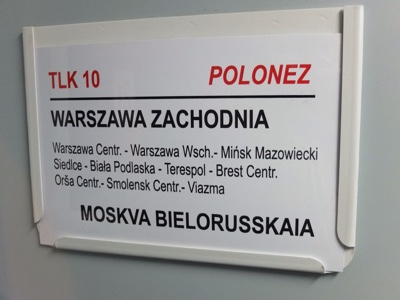 TLK 10 POLONEZ
WARSZAWA ZACHODNIA
Warszawa Centr. - Warszawa Wsch.- Mińsk Mazowiecki
Siedlce - Biała Podlaska - Terespol - Brest Centr.
Orša Centr.- Smolensk Centr.- Viazma
MOSKVA BIELORUSSKAIA